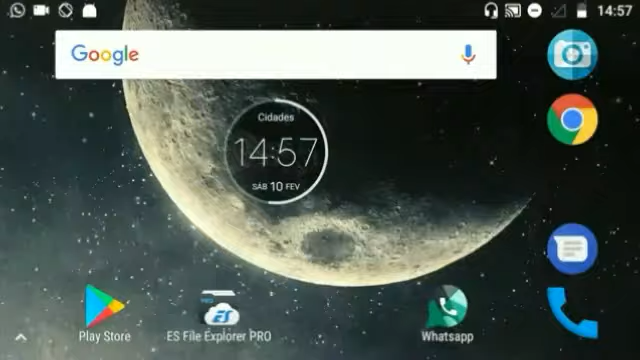 14:57
Google
Cidades
14:57
SÁB 10 FEV
Play Store
ES File Explorer PRO
Whatsapp